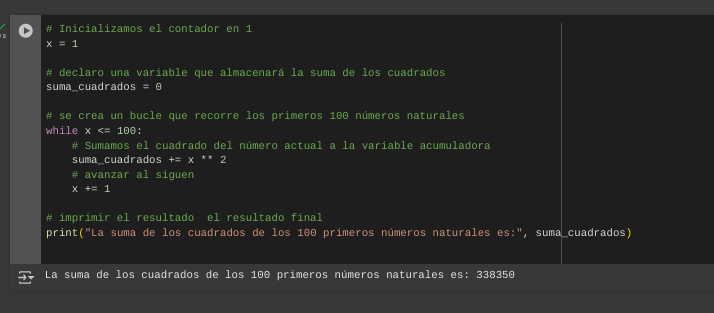 # Inicializamos el contador en 1
x = 1
# declaro una variable que almacenará la suma de los cuadrados
suma_cuadrados = 0
# se crea un bucle que recorre los primeros 100 números naturales
while x <= 100:
    # Sumamos el cuadrado del número actual a la variable acumuladora
    suma_cuadrados += x ** 2
    # avanzar al siguen
    x += 1
# imprimir el resultado  el resultado final
print("La suma de los cuadrados de los 100 primeros números naturales es:", suma_cuadrados)
La suma de los cuadrados de los 100 primeros números naturales es: 338350